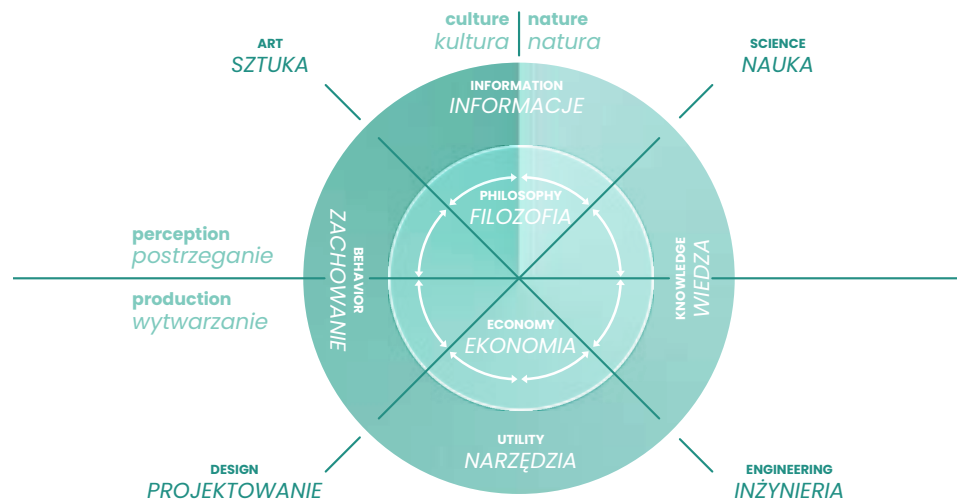 culture nature
kultura natura
ART
SZTUKA
SCIENCE
NAUKA
INFORMATION
INFORMACJE
PHILOSOPHY
FILOZOFIA
perception
postrzeganie
BEHAVIOR
ZACHOWANIE
KNOWLEDGE
WIEDZA
production
wytwarzanie
ECONOMY
EKONOMIA
UTILITY
NARZĘDZIA
DESIGN
PROJEKTOWANIE
ENGINEERING
INŻYNIERIA